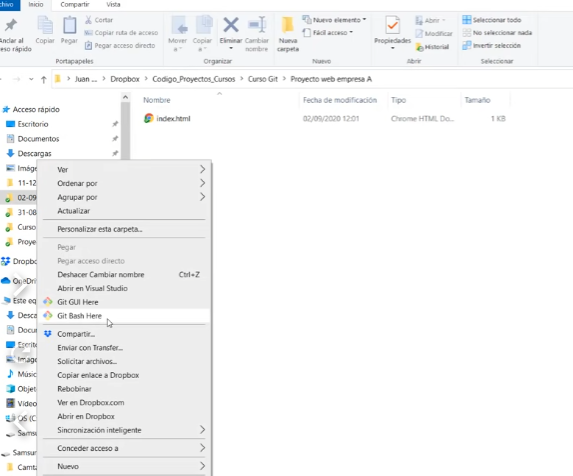 chivo Inicio Compartir Vista
Anclar al
eso rápido
Copiar
Pegar
Cortar
Copiar ruta de acceso
Pegar acceso directo
Portapapeles
Mover
a
Copiar
a
Eliminar
Cambiar
nombre
Organizar
Nueva
carpeta
Nuevo elemento
Fácil acceso
Nuevo
Propiedades
Abrir
Modificar
Historial
Abrir
Seleccionar todo
No seleccionar nada
Invertir selección
Seleccionar
Juan ... > Dropbox > Codigo_Proyectos_Cursos > Curso Git > Proyecto web empresa A
Nombre Fecha de modificación Tipo Tamaño
index.html 02/09/2020 12:01 Chrome HTML Do... 1 KB
Acceso rápido
Escritorio
Documentos
Descargas
Imáge
11-12
02-09
31-08
Curso
Proye
Dropbo
OneDri
Este eq
Desca
Docur
Escrito
Image
Música
Objet
Video
OS (C
Samsu
Samsun
Camta
Ver
Ordenar por
Agrupar por
Actualizar
Personalizar esta carpeta...
Pegar
Pegar acceso directo
Deshacer Cambiar nombre Ctrl+Z
Abrir en Visual Studio
Git GUI Here
Git Bash Here
Compartir...
Enviar con Transfer...
Solicitar archivos...
Copiar enlace a Dropbox
Rebobinar
Ver en Dropbox.com
Abrir en Dropbox
Sincronización inteligente
Conceder acceso a
Nuevo